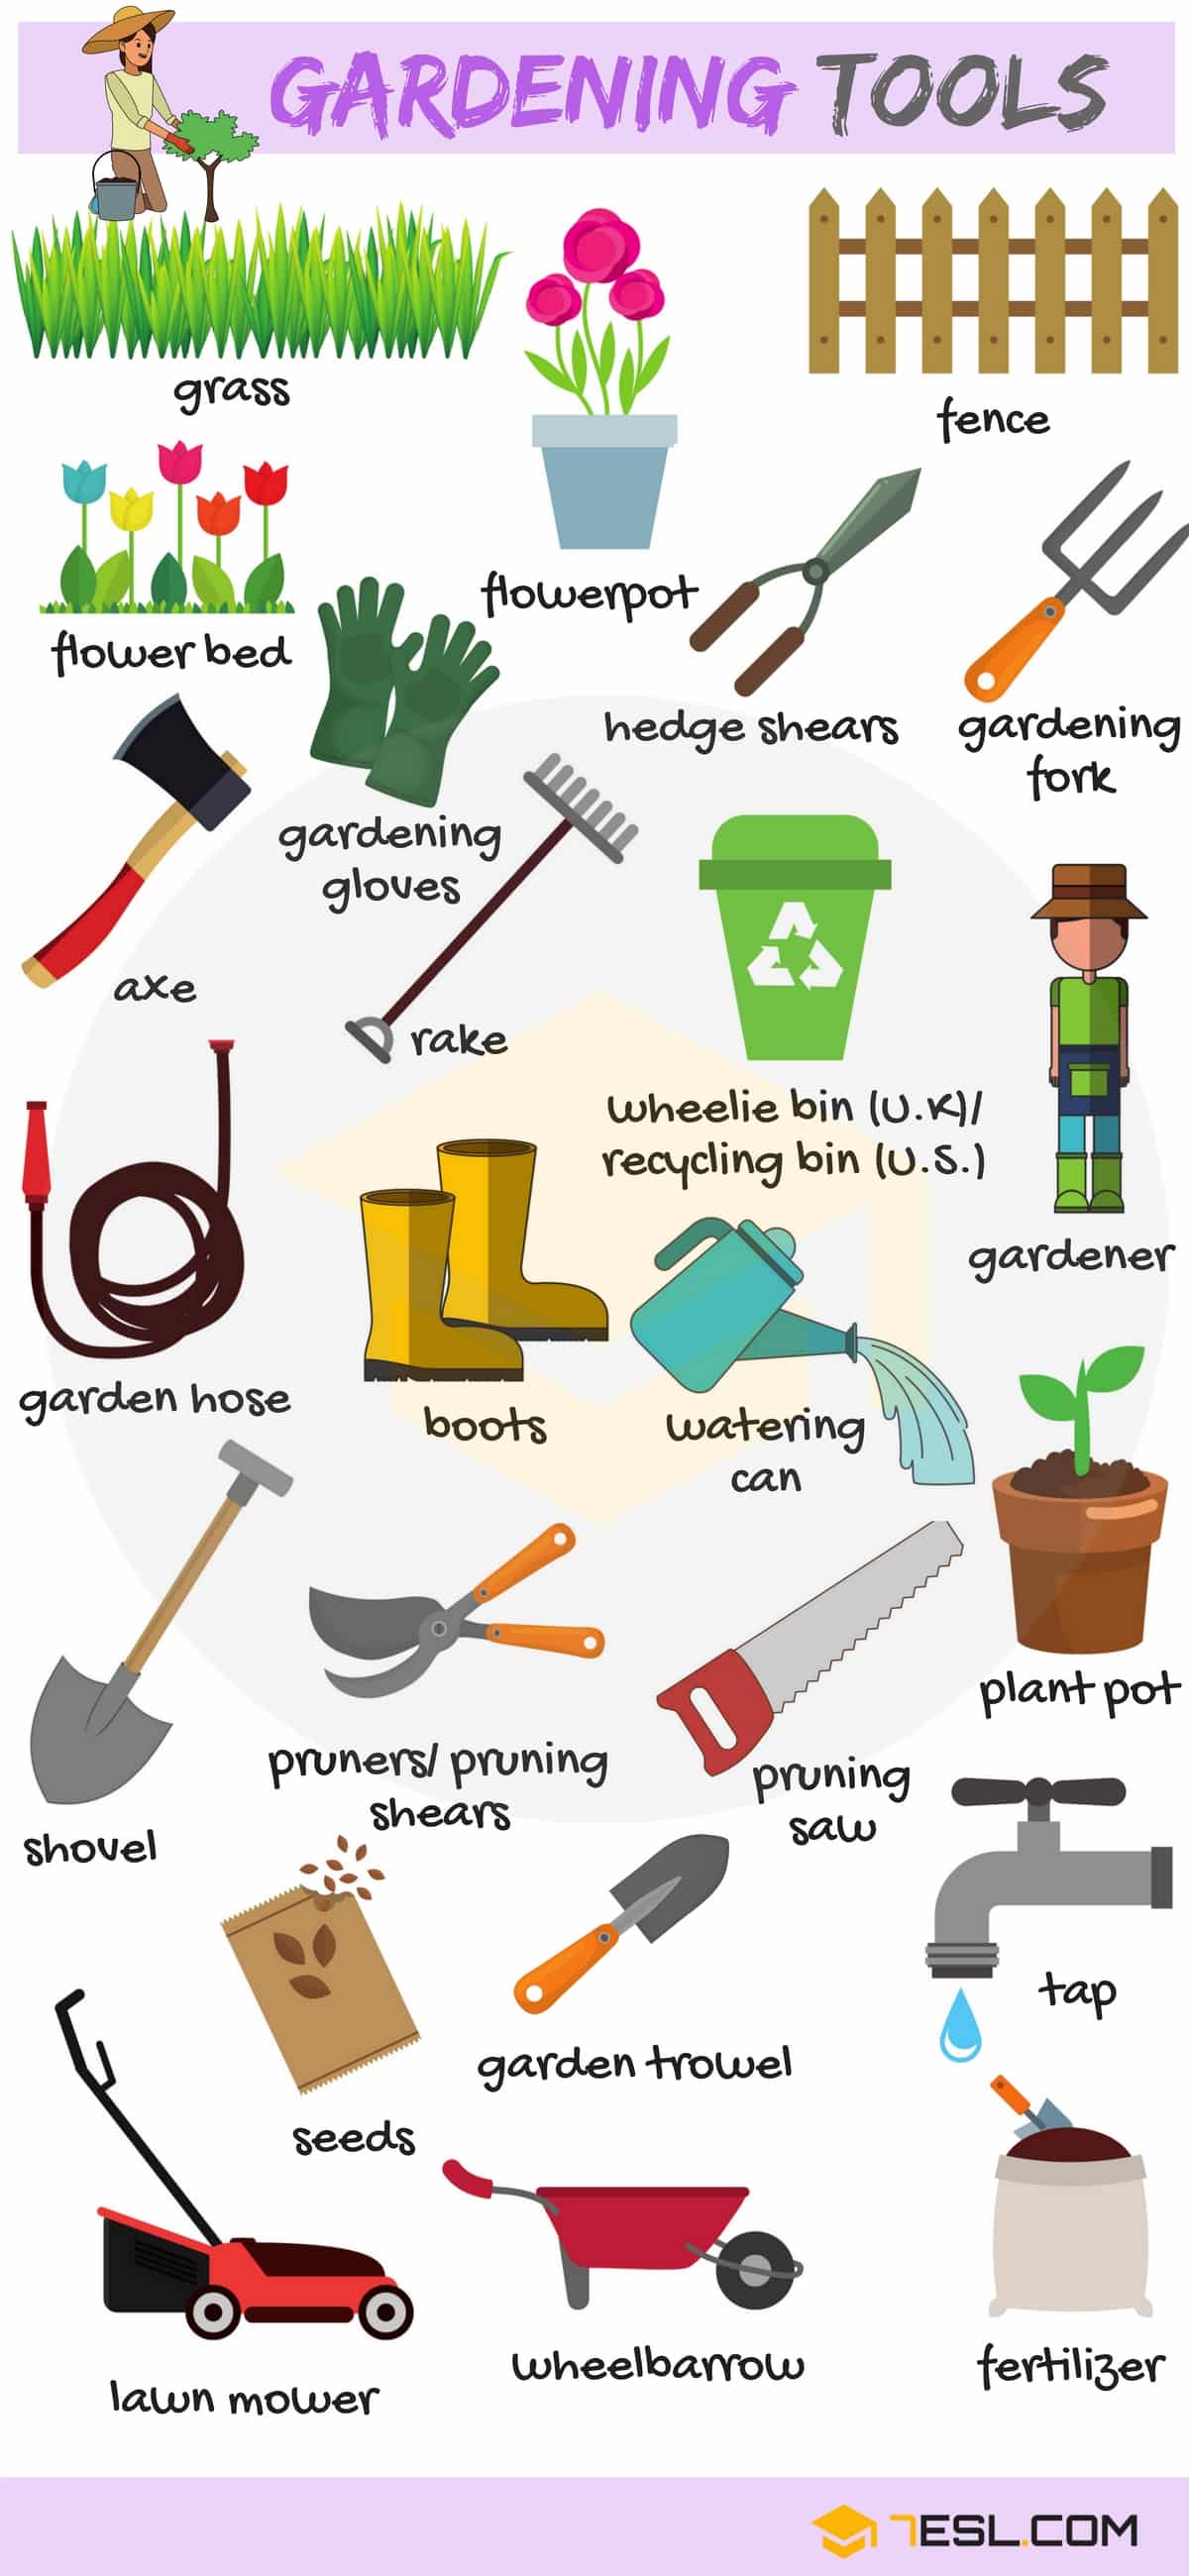 GARDENING TOOLS
grass
fence
flowerpot
flower bed
hedge shears
gardening
fork
gardening
gloves
axe
rake
wheelie bin (U.K)/
recycling bin (U.S.)
gardener
garden hose
boots
watering
can
plant pot
pruners/ pruning
shears
pruning
saw
shovel
tap
garden trowel
seeds
wheelbarrow
fertilizer
lawn mower
7ESL.COM